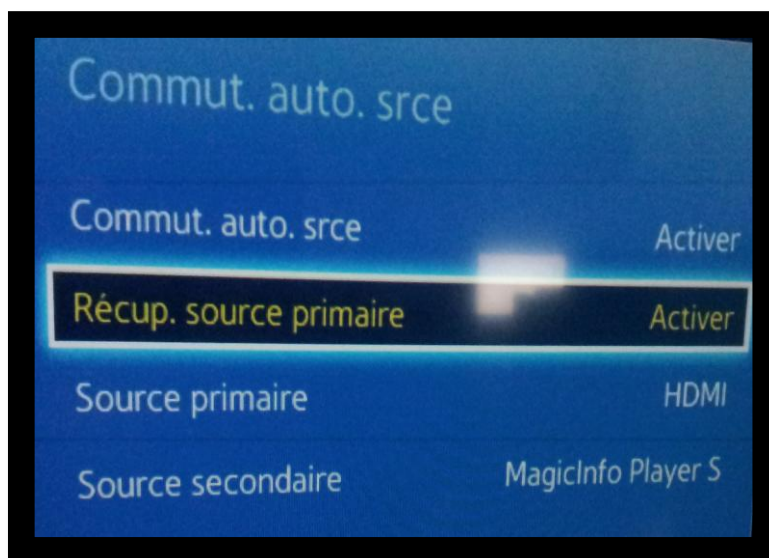 Commut. auto. srce
Commut. auto. srce Activer
Récup. source primaire Activer
Source primaire HDMI
Source secondaire MagicInfo Player S